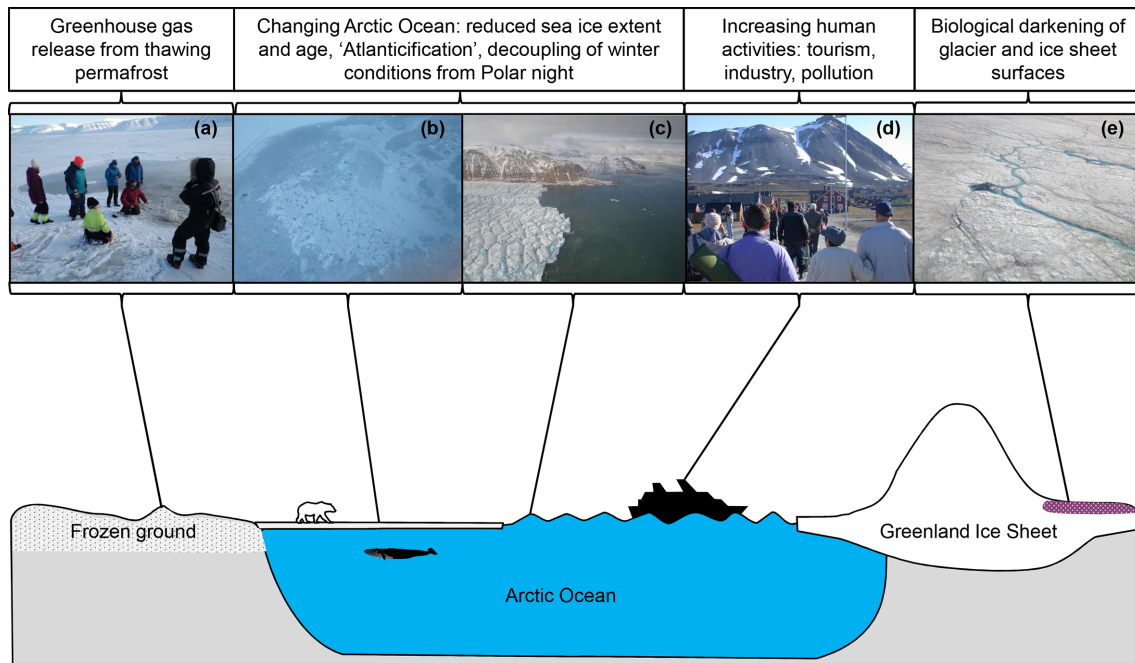 Greenhouse gas
release from thawing
permafrost
Changing Arctic Ocean: reduced sea ice extent
and age, ‘Atlanticification’, decoupling of winter
conditions from Polar night
Increasing human
activities: tourism,
industry, pollution
Biological darkening of
glacier and ice sheet
surfaces
(a)
(b)
(c)
(d)
(e)
Frozen ground
Arctic Ocean
Greenland Ice Sheet